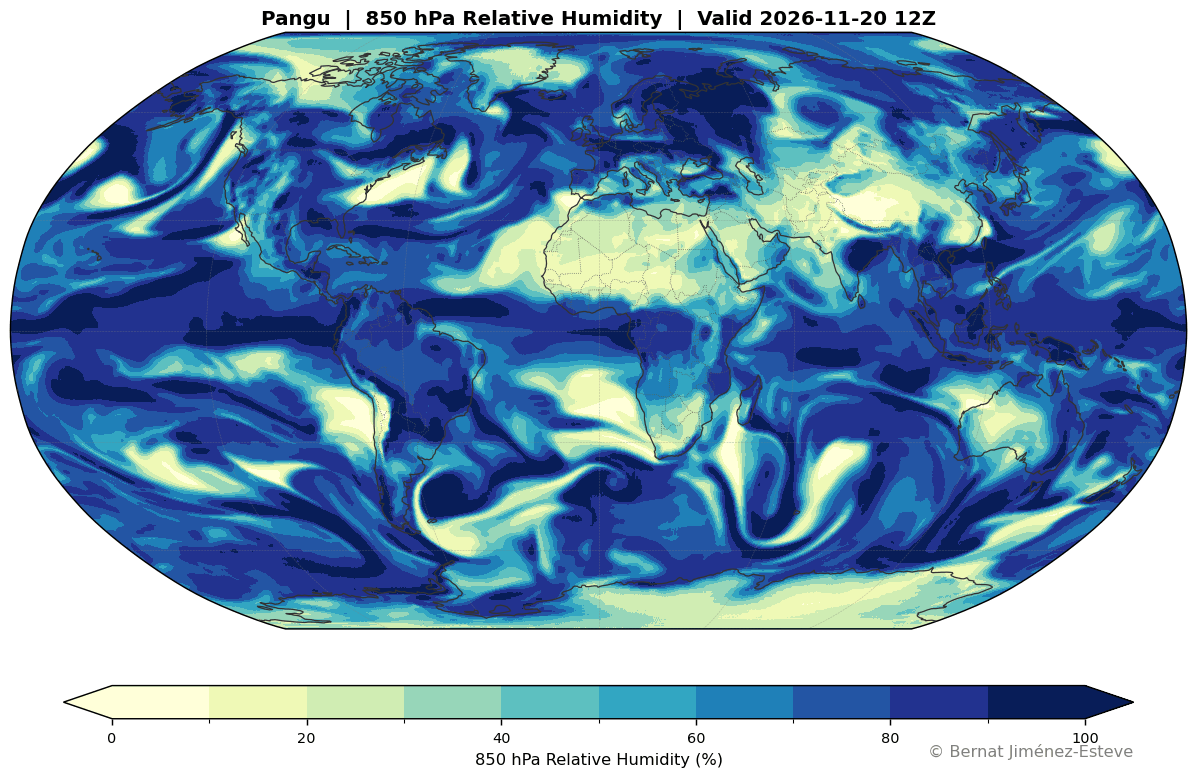 Pangu | 850 hPa Relative Humidity | Valid 2026-11-20 12Z
0 20 40 60 80 100
850 hPa Relative Humidity (%)
© Bernat Jiménez-Esteve